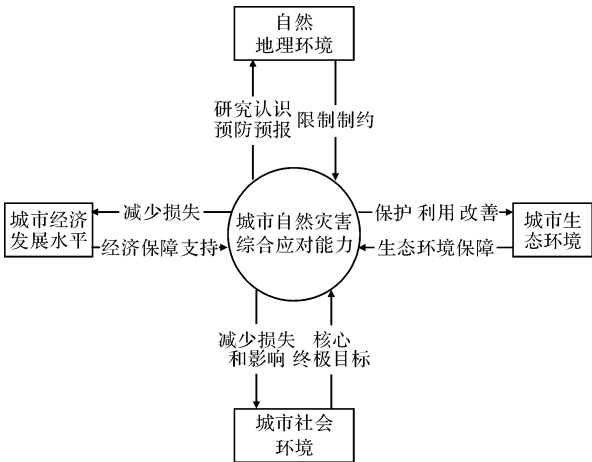 自然
地理环境
研究认识
预防预报
限制制约
城市经济
发展水平
减少损失
经济保障支持
城市自然灾害
综合应对能力
保护 利用 改善
生态环境保障
城市生
态环境
减少损失
和影响
核心
终极目标
城市社会
环境